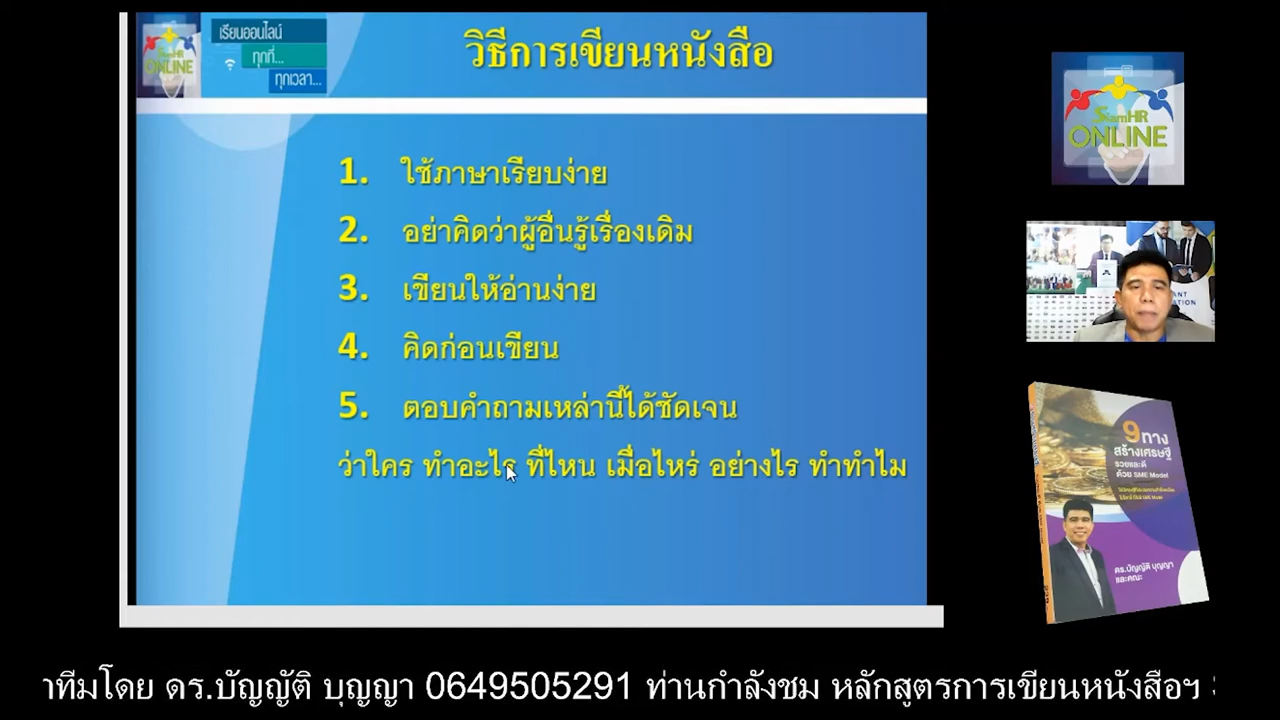 เรียนออนไลน์
ทุกที่...
ทุกเวลา...
SiamHR
ONLINE
วิธีการเขียนหนังสือ
1. ใช้ภาษาเรียบง่าย
2. อย่าคิดว่าผู้อื่นรู้เรื่องเดิม
3. เขียนให้อ่านง่าย
4. คิดก่อนเขียน
5. ตอบคำถามเหล่านี้ได้ชัดเจน
ว่าใคร ทำอะไร ที่ไหน เมื่อไหร่ อย่างไร ทำทำไม
SiamHR
ONLINE
9ทาง
สร้างเศรษฐี
รวยและดี
ด้วย SME Model
ดร.บัญญัติ บุญญา
และคณะ
าทีมโดย ดร.บัญญัติ บุญญา 0649505291 ท่านกำลังชม หลักสูตรการเขียนหนังสือฯ